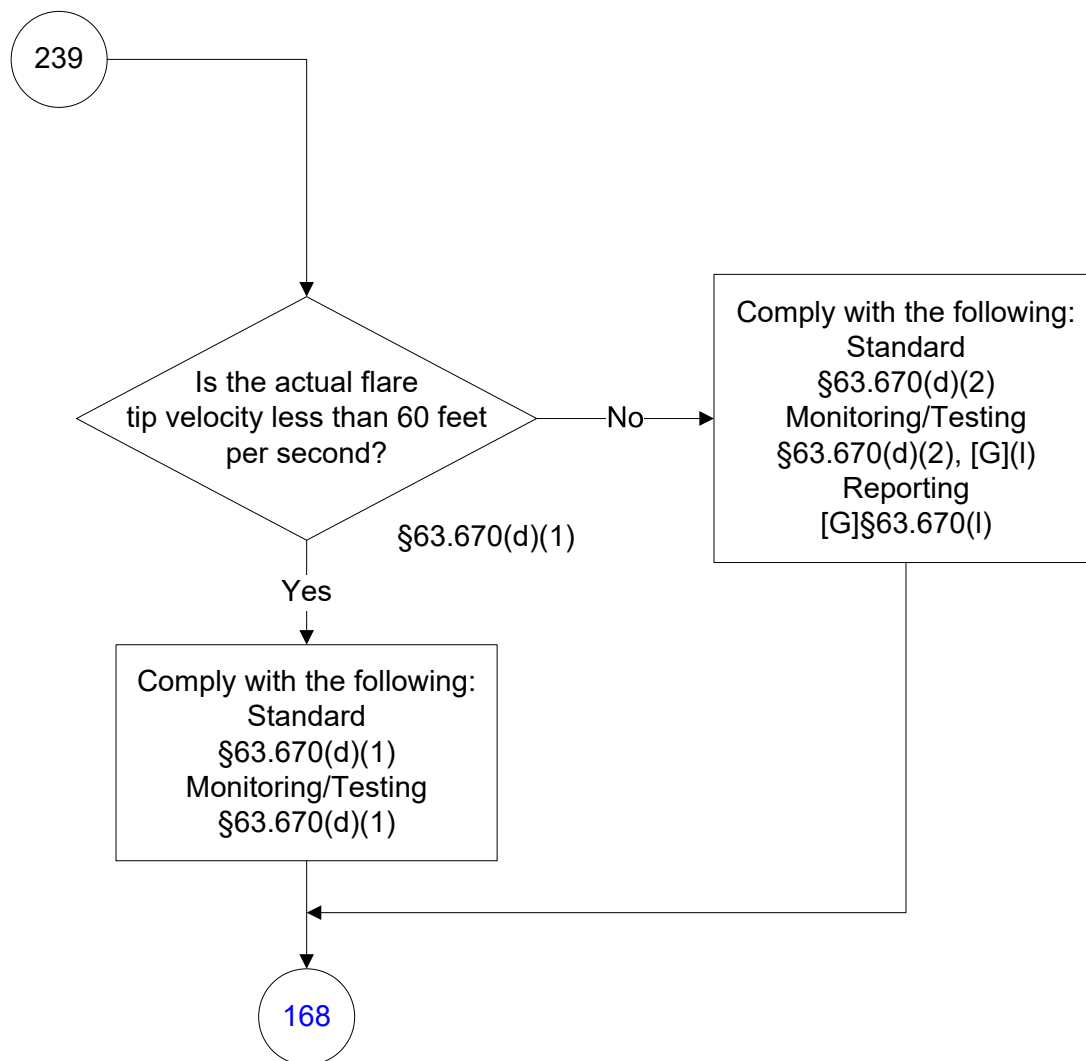 239
Is the actual flare
tip velocity less than 60 feet
per second?
§63.670(d)(1)
No
Comply with the following:
Standard
§63.670(d)(2)
Monitoring/Testing
§63.670(d)(2), [G](l)
Reporting
[G]§63.670(l)
Yes
Comply with the following:
Standard
§63.670(d)(1)
Monitoring/Testing
§63.670(d)(1)
168